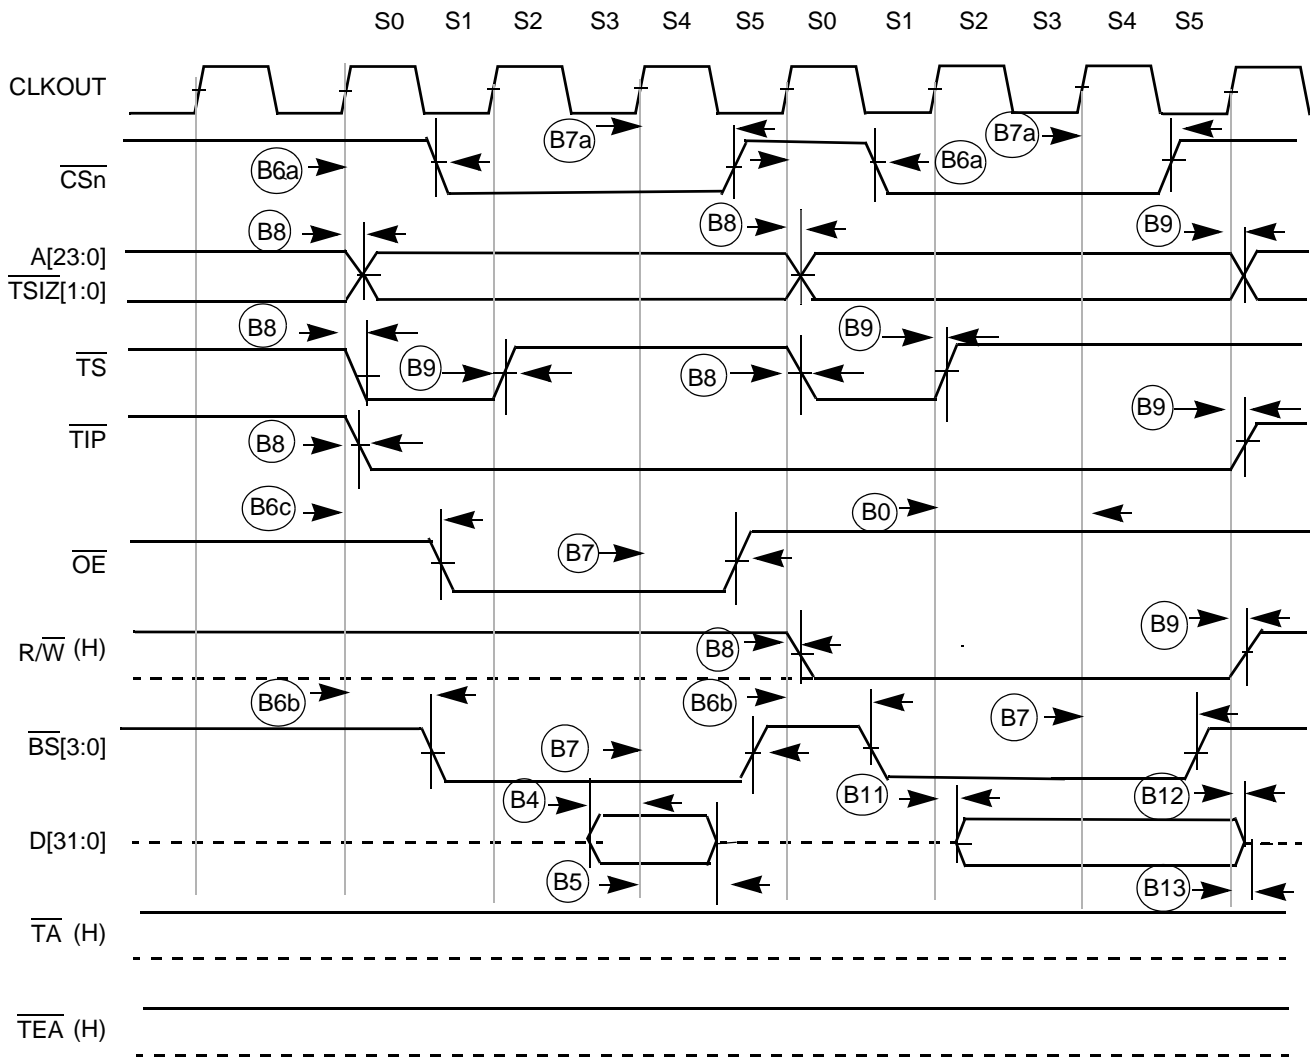 S0 S1 S2 S3 S4 S5 S0 S1 S2 S3 S4 S5
CLKOUT
B7a B7a
CSn B6a B6a
B8 B8 B9
A[23:0]
TSIZ[1:0]
B8 B9
TS B9 B8
B9
TIP B8
B6c B0
OE B7
B9
R/W (H) B8
B6b B6b
B7
BS[3:0] B7
B4 B11 B12
D[31:0]
B5 B13
TA (H)
TEA (H)